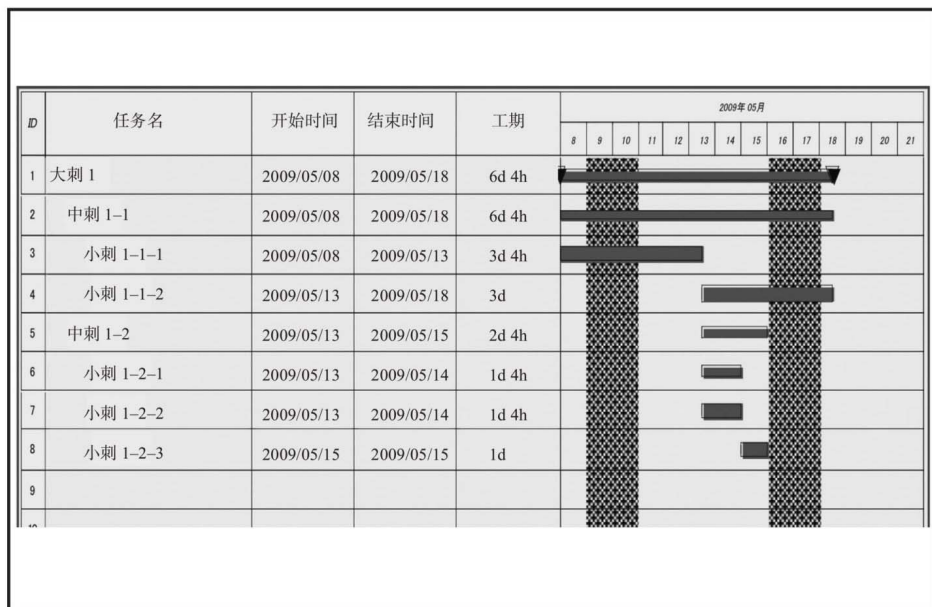 ID 任务名 开始时间 结束时间 工期 2009年 05月
8 9 10 11 12 13 14 15 16 17 18 19 20 21
1 大刺 1 2009/05/08 2009/05/18 6d 4h
2 中刺 1-1 2009/05/08 2009/05/18 6d 4h
3 小刺 1-1-1 2009/05/08 2009/05/13 3d 4h
4 小刺 1-1-2 2009/05/13 2009/05/18 3d
5 中刺 1-2 2009/05/13 2009/05/15 2d 4h
6 小刺 1-2-1 2009/05/13 2009/05/14 1d 4h
7 小刺 1-2-2 2009/05/13 2009/05/14 1d 4h
8 小刺 1-2-3 2009/05/15 2009/05/15 1d
9